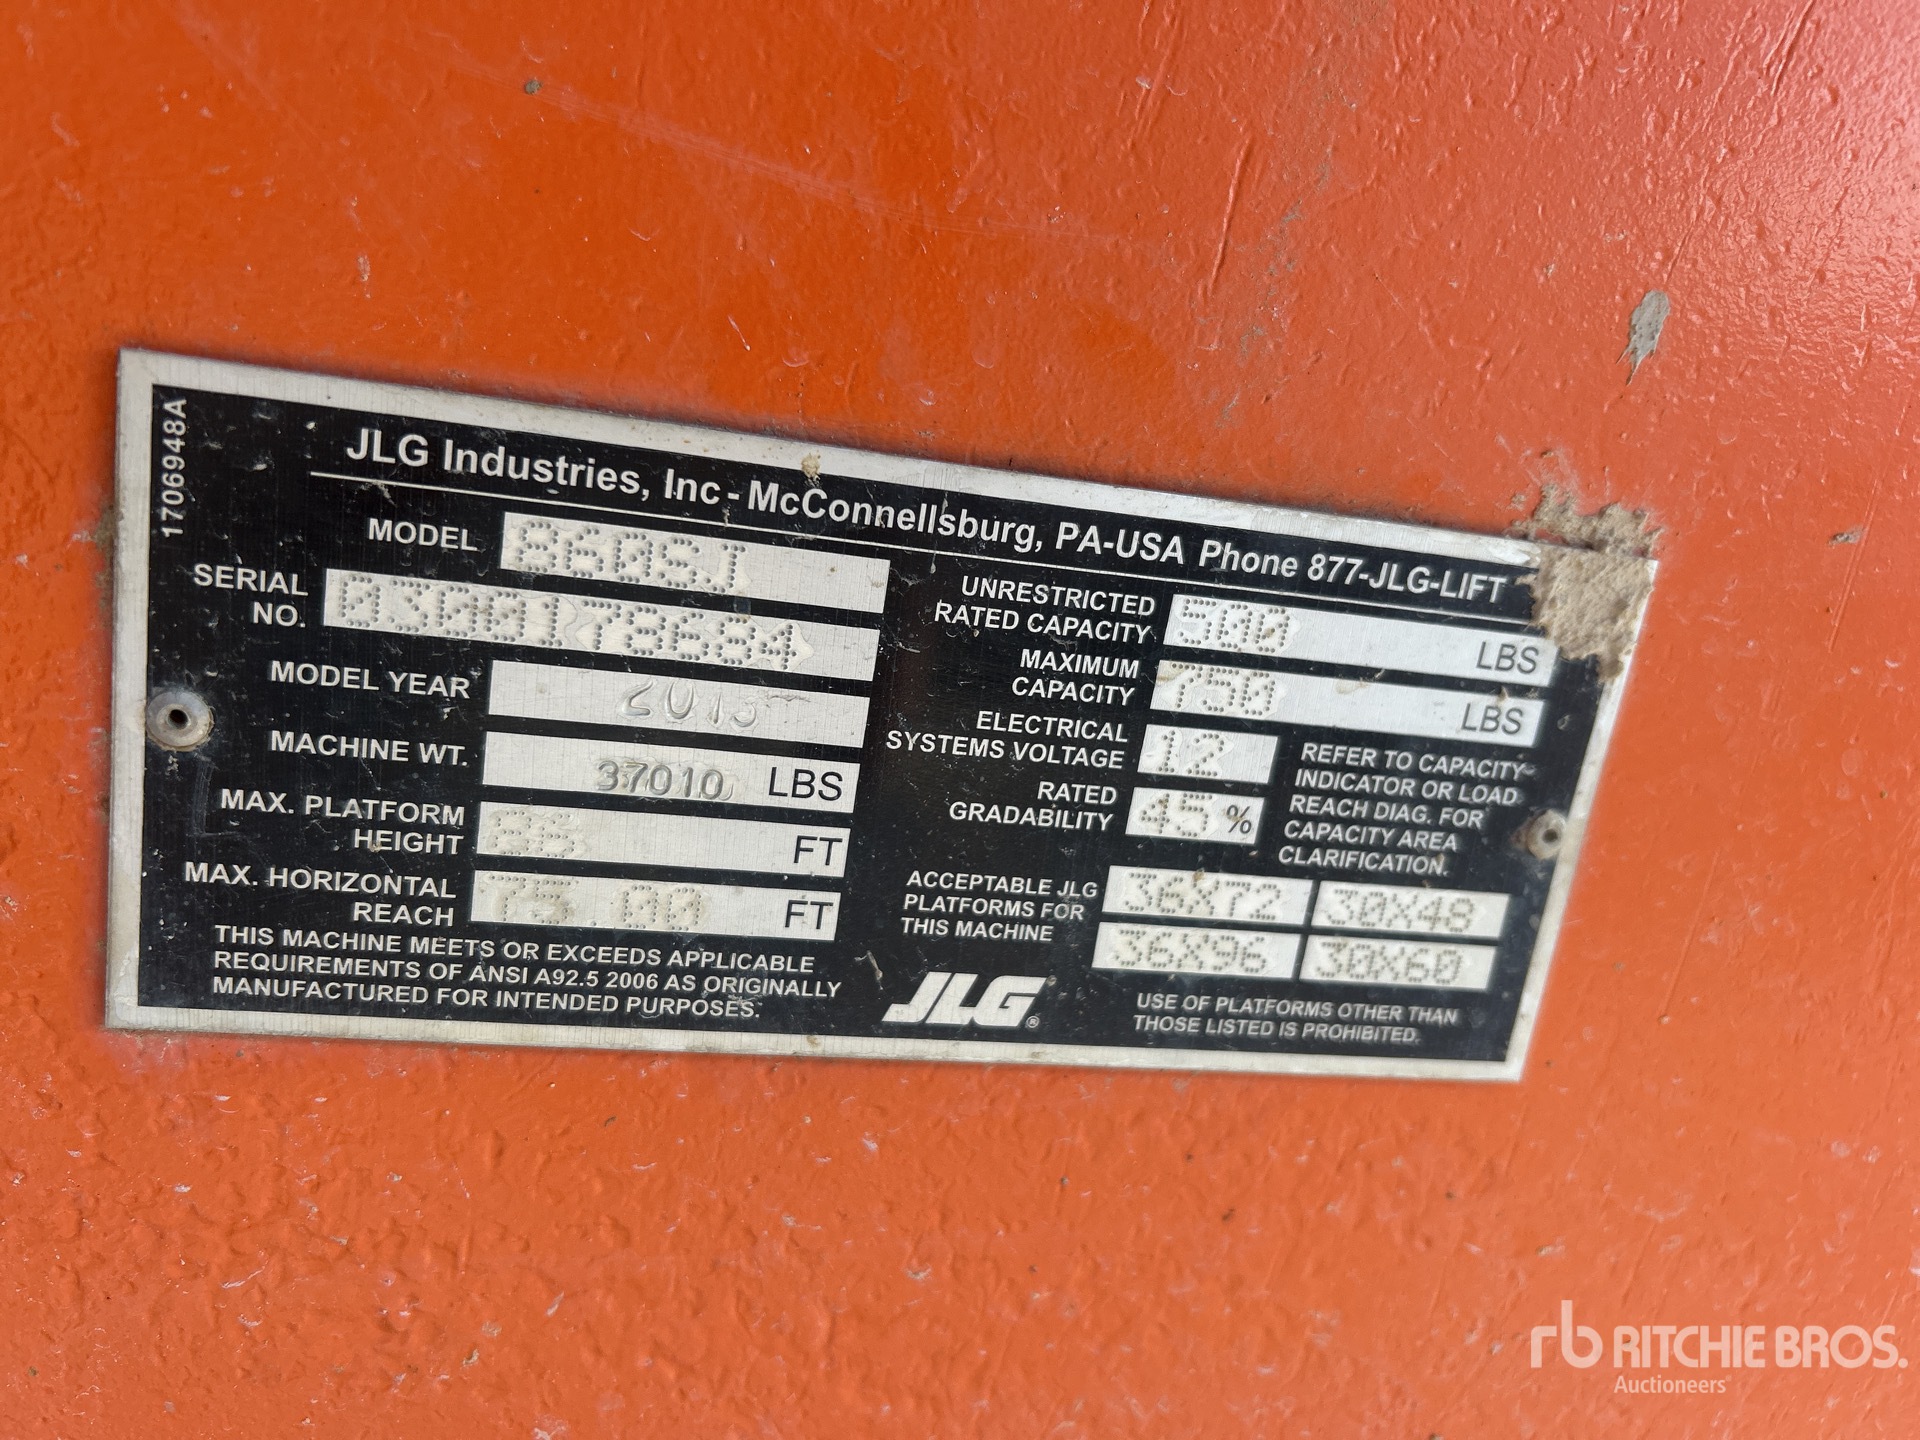 1706948A
JLG Industries, Inc - McConnellsburg, PA-USA Phone 877-JLG-LIFT
MODEL 860SJ
SERIAL NO. 0300178684
MODEL YEAR 2013
MACHINE WT. 37010 LBS
MAX. PLATFORM HEIGHT 86 FT
MAX. HORIZONTAL REACH 75.00 FT
THIS MACHINE MEETS OR EXCEEDS APPLICABLE
REQUIREMENTS OF ANSI A92.5 2006 AS ORIGINALLY
MANUFACTURED FOR INTENDED PURPOSES.
UNRESTRICTED
RATED CAPACITY 500 LBS
MAXIMUM
CAPACITY 750 LBS
ELECTRICAL
SYSTEMS VOLTAGE 12
RATED
GRADABILITY 45 %
REFER TO CAPACITY
INDICATOR OR LOAD
REACH DIAG. FOR
CAPACITY AREA
CLARIFICATION.
ACCEPTABLE JLG
PLATFORMS FOR
THIS MACHINE
36X72 30X48
36X96 30X60
JLG®
USE OF PLATFORMS OTHER THAN
THOSE LISTED IS PROHIBITED.
rb RITCHIE BROS.
Auctioneers